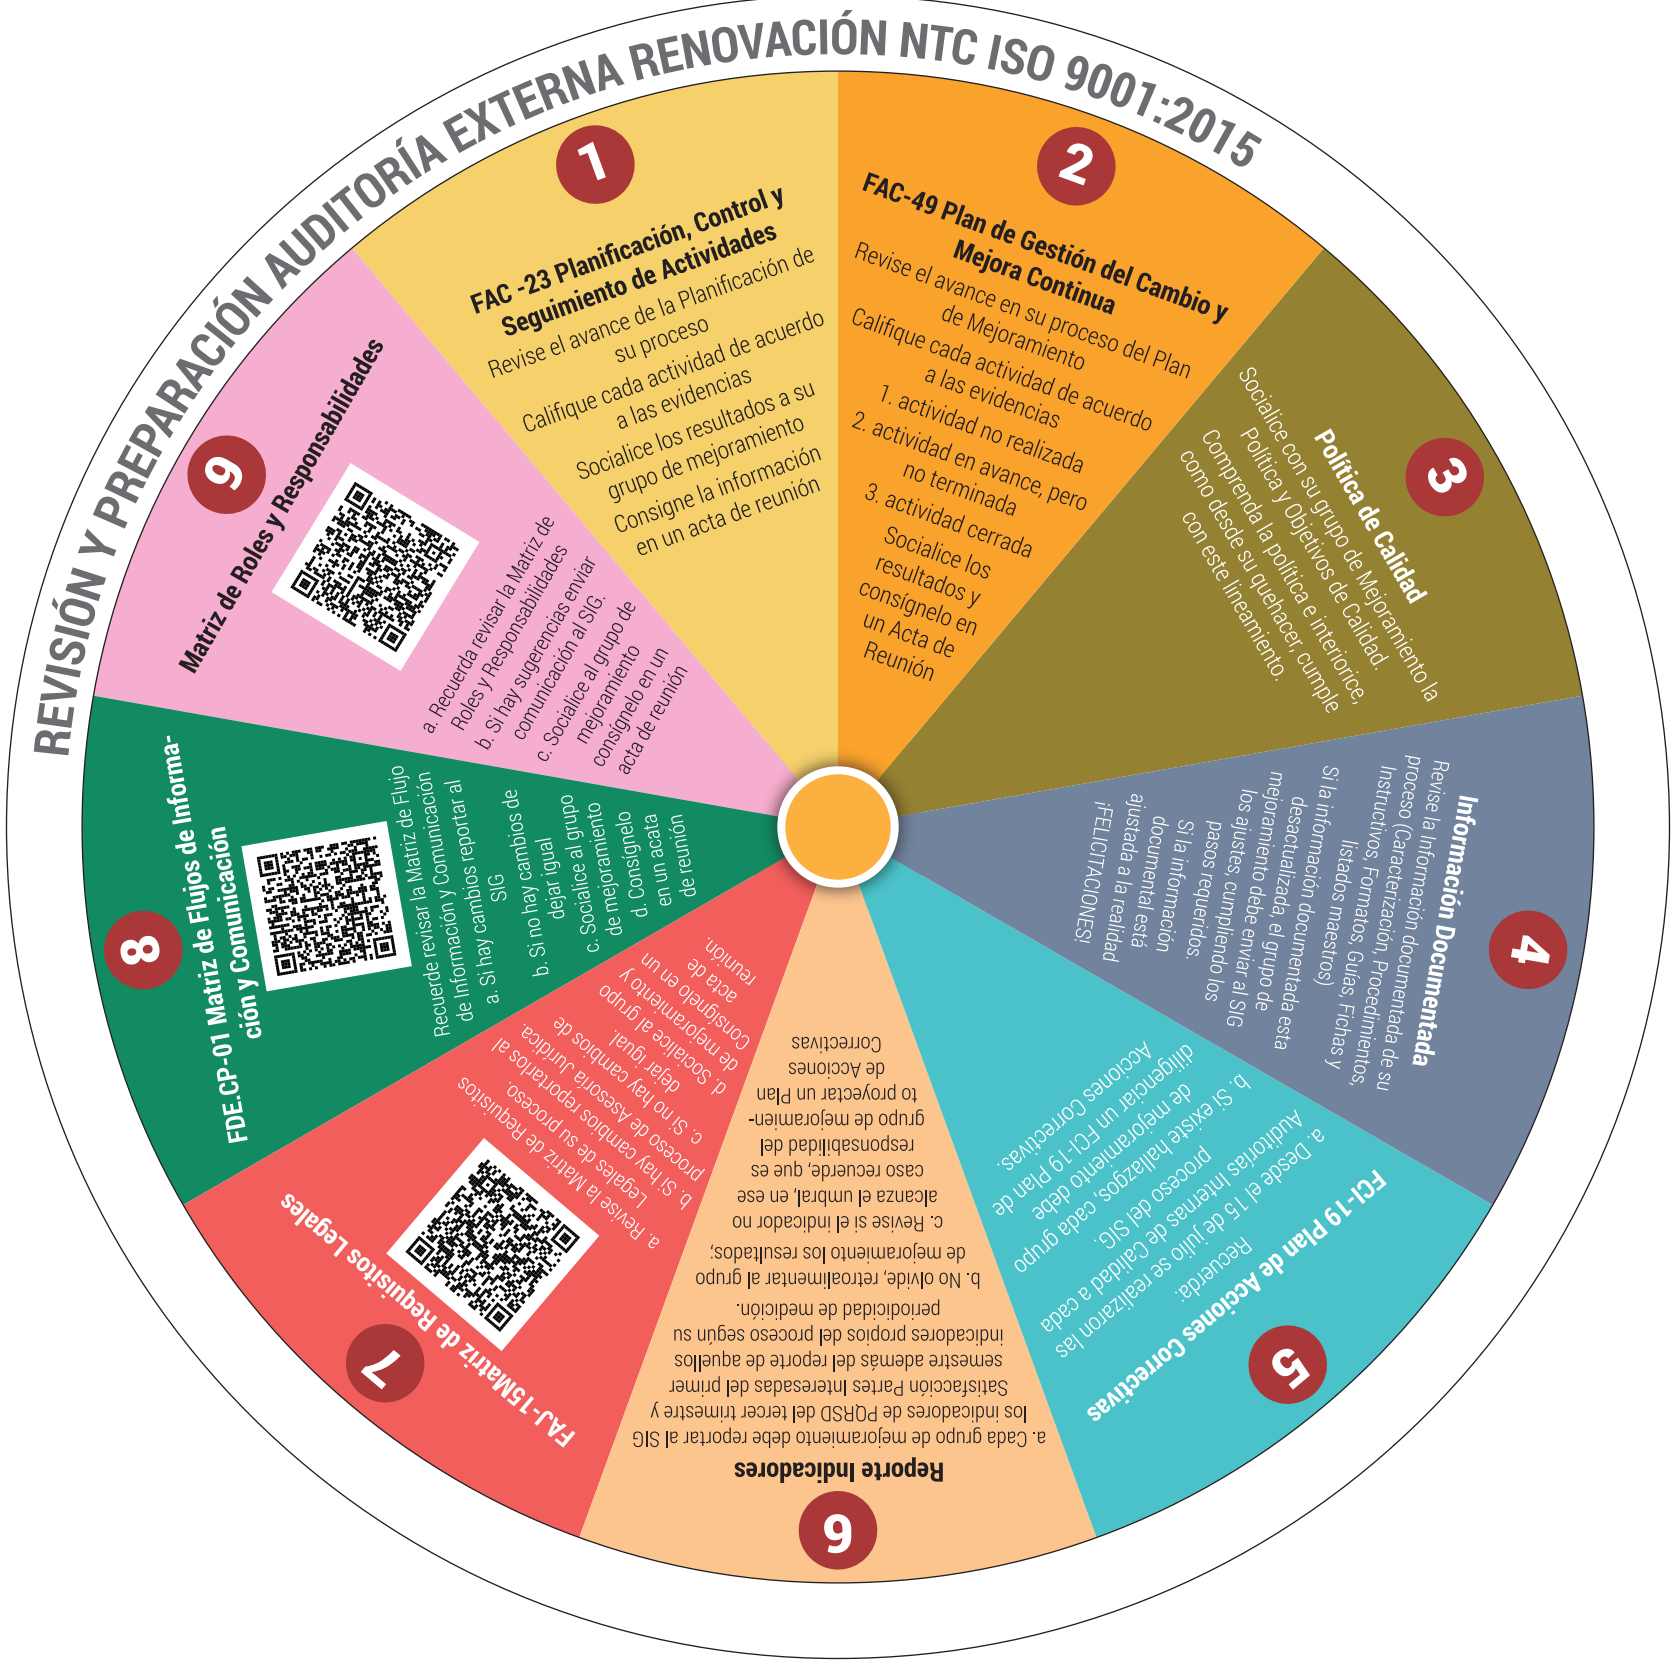 REVISIÓN Y PREPARACIÓN AUDITORÍA EXTERNA RENOVACIÓN NTC ISO 9001:2015
1
FAC -23 Planificación, Control y
Seguimiento de Actividades
Revise el avance de la Planificación de
su proceso
Califique cada actividad de acuerdo
a las evidencias
Socialice los resultados a su
grupo de mejoramiento
Consigne la información
en un acta de reunión
2
FAC-49 Plan de Gestión del Cambio y
Mejora Continua
Revise el avance en su proceso del Plan
de Mejoramiento
Califique cada actividad de acuerdo
a las evidencias
1. actividad no realizada
2. actividad en avance, pero
no terminada
3. actividad cerrada
Socialice los
resultados y
consígnelo en
un Acta de
Reunión
3
Política de Calidad
Socialice con su grupo de Mejoramiento la
Política y Objetivos de Calidad.
Comprenda la política e interiorice,
como desde su quehacer, cumple
con este lineamiento.
4
Información Documentada
Revise la Información documentada de su
proceso (Caracterización, Procedimientos,
Instructivos, Formatos, Guías, Fichas y
listados maestros)
Si la información documentada esta
desactualizada, el grupo de
mejoramiento debe enviar al SIG
los ajustes, cumpliendo los
pasos requeridos.
Si la información
documental está
ajustada a la realidad
¡FELICITACIONES!
5
FCI-19 Plan de Acciones Correctivas
Recuerda:
a. Desde el 15 de julio se realizaron las
Auditorías Internas de Calidad a cada
proceso del SIG.
b. Si existe hallazgos, cada grupo
de mejoramiento debe
diligenciar un FCI-19 Plan de
Acciones Correctivas.
6
Reporte Indicadores
a. Cada grupo de mejoramiento debe reportar al SIG
los indicadores de PQRSD del tercer trimestre y
Satisfacción Partes Interesadas del primer
semestre además del reporte de aquellos
indicadores propios del proceso según su
periodicidad de medición.
b. No olvide, retroalimentar al grupo
de mejoramiento los resultados;
c. Revise si el indicador no
alcanza el umbral, en ese
caso recuerde, que es
responsabilidad del
grupo de mejoramien-
to proyectar un Plan
de Acciones
Correctivas
7
FAJ-15Matriz de Requisitos Legales
a. Revise la Matriz de Requisitos
Legales de su proceso.
b. Si hay cambios reportarlos al
proceso de Asesoría Jurídica
c. Si no hay cambios de
dejar igual.
d. Socialice al grupo
de mejoramiento y
Consígnelo en un
acta de
reunión.
8
FDE.CP-01 Matriz de Flujos de Informa-
ción y Comunicación
Recuerde revisar la Matriz de Flujo
de Información y Comunicación
a. Si hay cambios reportar al
SIG
b. Si no hay cambios de
dejar igual
c. Socialice al grupo
de mejoramiento
d. Consígnelo
en un acata
de reunión
9
Matriz de Roles y Responsabilidades
a. Recuerda revisar la Matriz de
Roles y Responsabilidades
b. Si hay sugerencias enviar
comunicación al SIG.
c. Socialice al grupo de
mejoramiento
consígnelo en un
acta de reunión